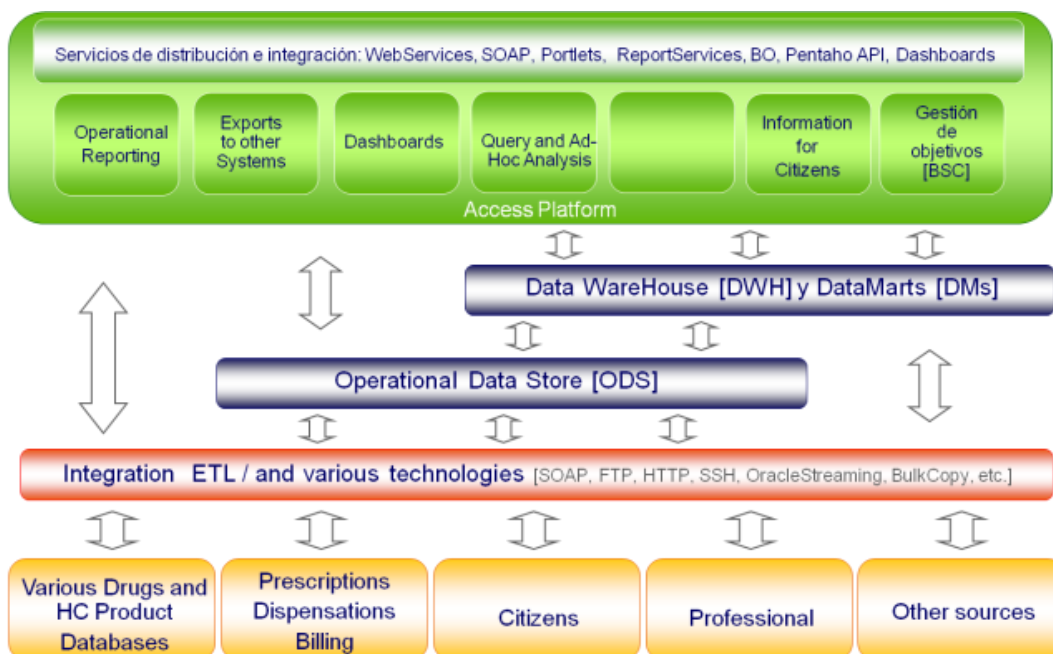 Servicios de distribución e integración: WebServices, SOAP, Portlets, ReportServices, BO, Pentaho API, Dashboards
Operational
Reporting
Exports
to other
Systems
Dashboards
Query and Ad-
Hoc Analysis
Information
for
Citizens
Gestión
de
objetivos
[BSC]
Access Platform
Data WareHouse [DWH] y DataMarts [DMs]
Operational Data Store [ODS]
Integration ETL / and various technologies [SOAP, FTP, HTTP, SSH, OracleStreaming, BulkCopy, etc.]
Various Drugs and
HC Product
Databases
Prescriptions
Dispensations
Billing
Citizens
Professional
Other sources